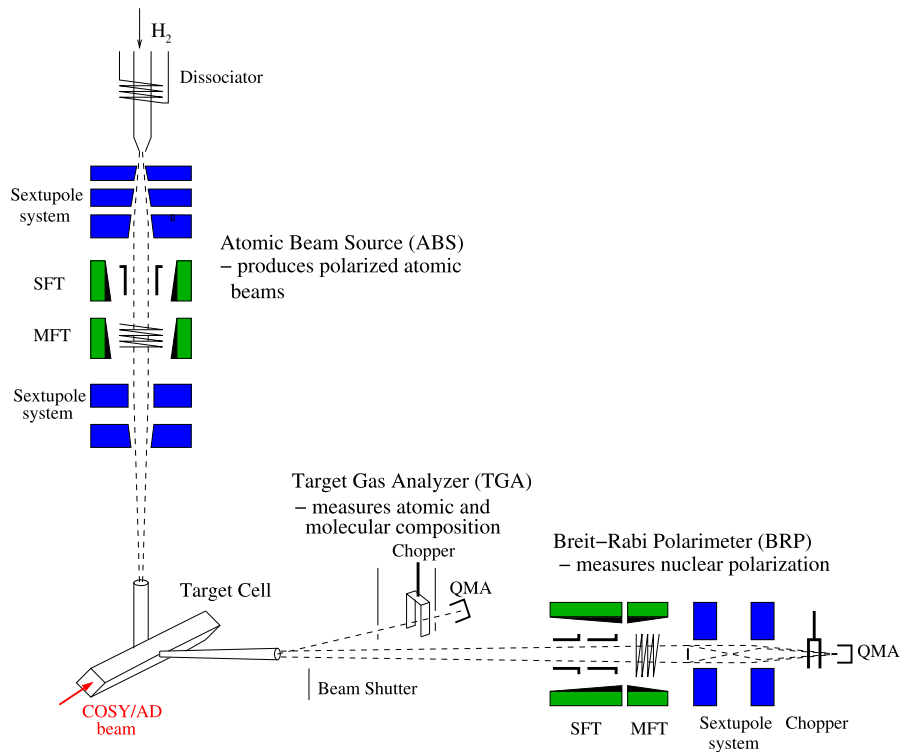 H2
Dissociator
Sextupole
system
Atomic Beam Source (ABS)
− produces polarized atomic
beams
SFT
MFT
Sextupole
system
Target Gas Analyzer (TGA)
− measures atomic and
molecular composition
Chopper
QMA
Breit−Rabi Polarimeter (BRP)
− measures nuclear polarization
Target Cell
QMA
Beam Shutter
COSY/AD
beam
SFT
MFT
Sextupole
system
Chopper